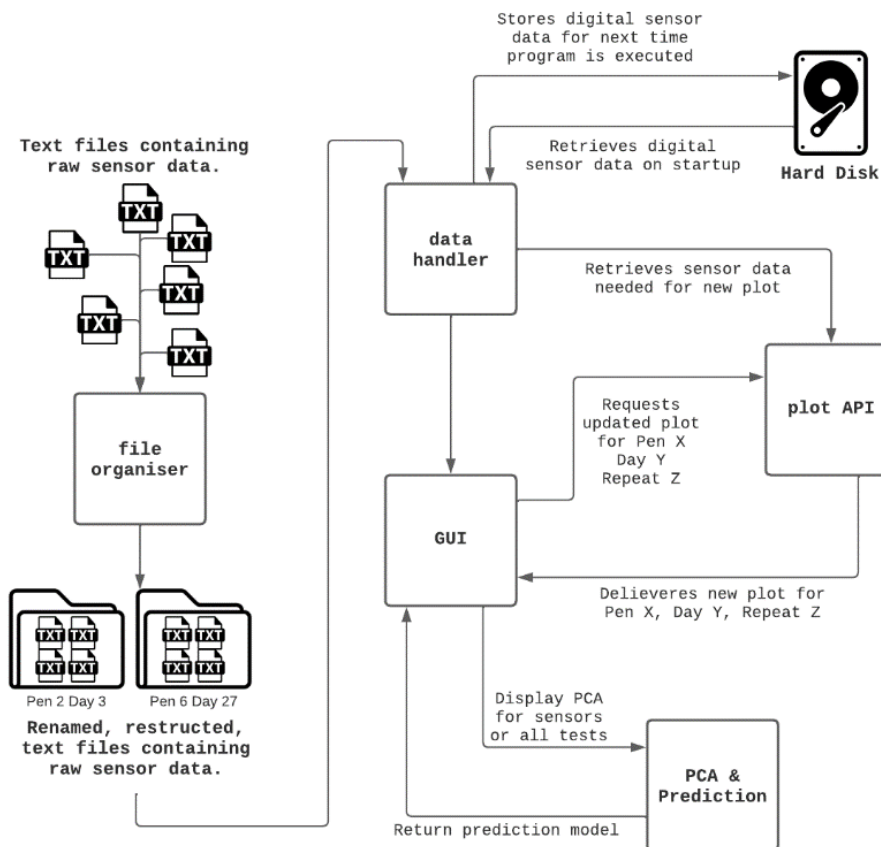 Stores digital sensor
data for next time
program is executed
Text files containing
raw sensor data.
TXT
TXT
TXT
TXT
TXT
TXT
file
organiser
TXT TXT
TXT TXT
TXT TXT
TXT TXT
Pen 2 Day 3
Pen 6 Day 27
Renamed, restructed,
text files containing
raw sensor data.
Retrieves digital
sensor data on startup
Hard Disk
data
handler
Retrieves sensor data
needed for new plot
Requests
updated plot
for Pen X
Day Y
Repeat Z
plot API
GUI
Delieveres new plot for
Pen X, Day Y, Repeat Z
Display PCA
for sensors
or all tests
PCA &
Prediction
Return prediction model